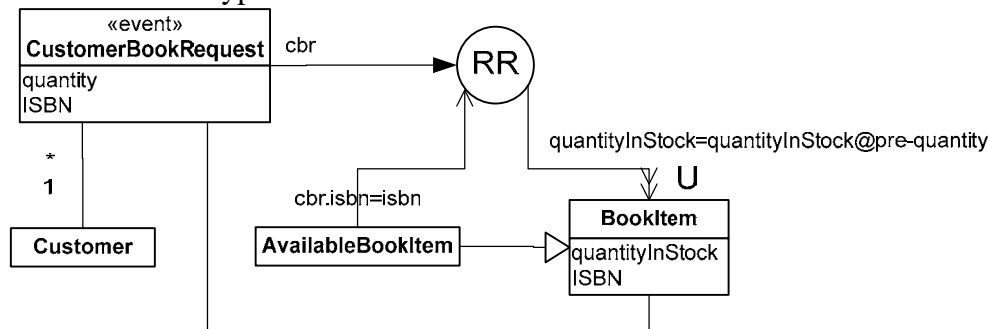 «event»
CustomerBookRequest
quantity
ISBN
cbr
RR
quantityInStock=quantityInStock@pre-quantity
U
*
1
cbr.isbn=isbn
Customer
AvailableBookItem
BookItem
quantityInStock
ISBN